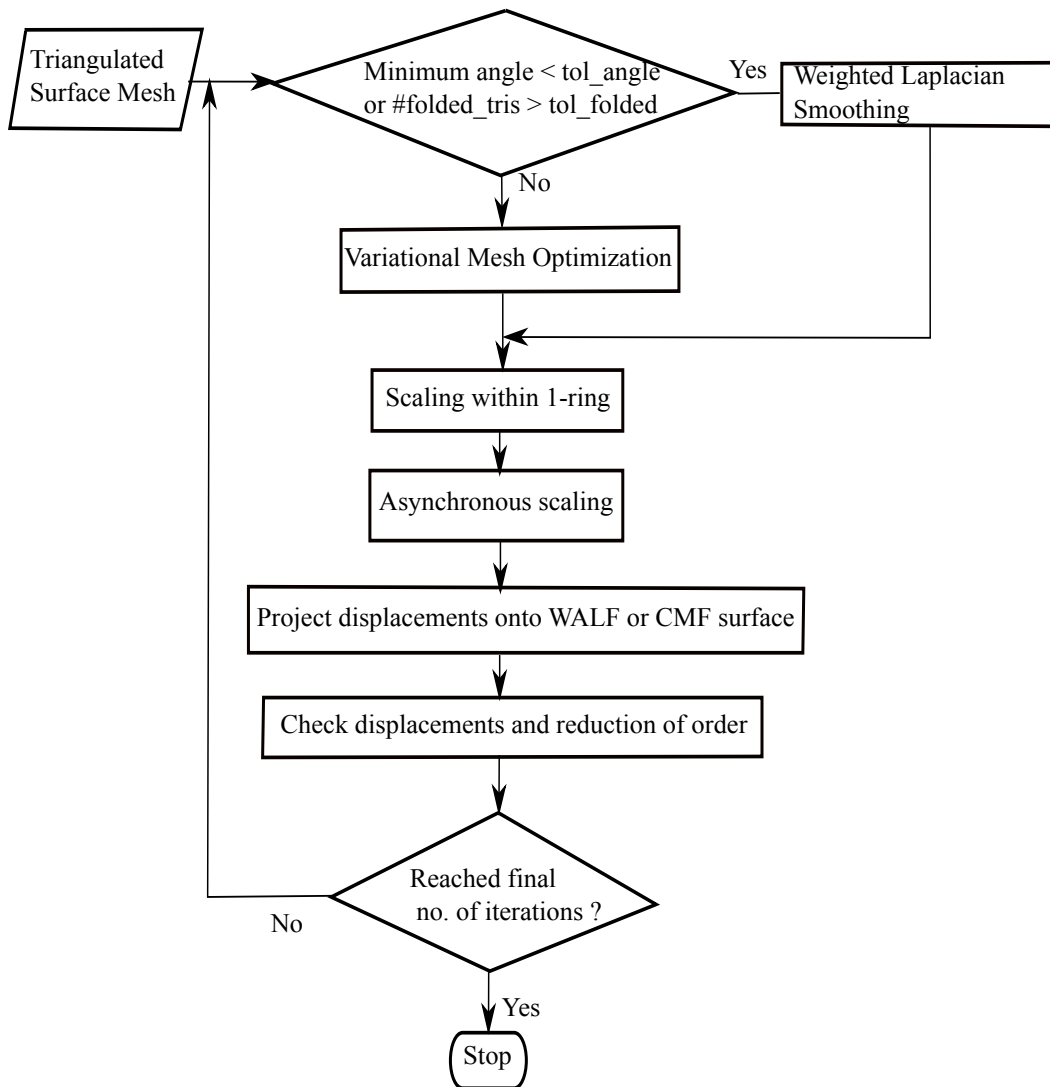 Triangulated
Surface Mesh
Minimum angle < tol_angle
or #folded_tris > tol_folded
Yes
Weighted Laplacian
Smoothing
No
Variational Mesh Optimization
Scaling within 1-ring
Asynchronous scaling
Project displacements onto WALF or CMF surface
Check displacements and reduction of order
Reached final
no. of iterations ?
No
Yes
Stop